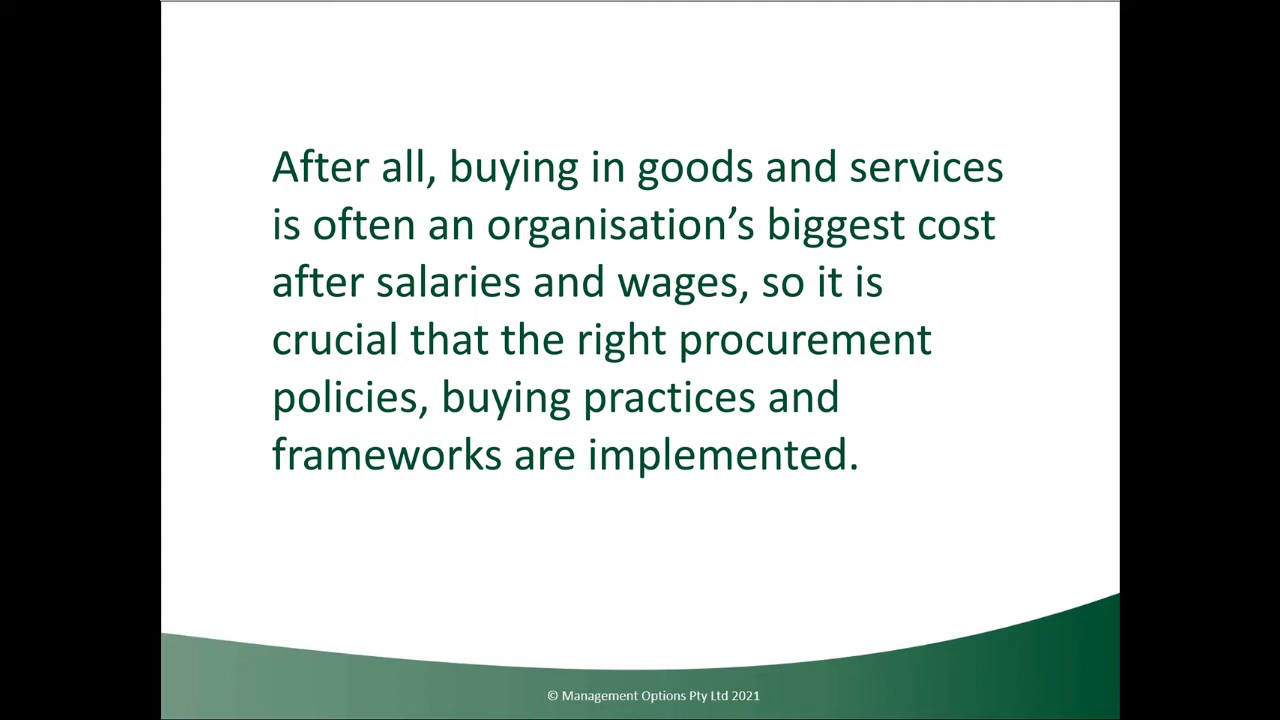 After all, buying in goods and services
is often an organisation’s biggest cost
after salaries and wages, so it is
crucial that the right procurement
policies, buying practices and
frameworks are implemented.
© Management Options Pty Ltd 2021